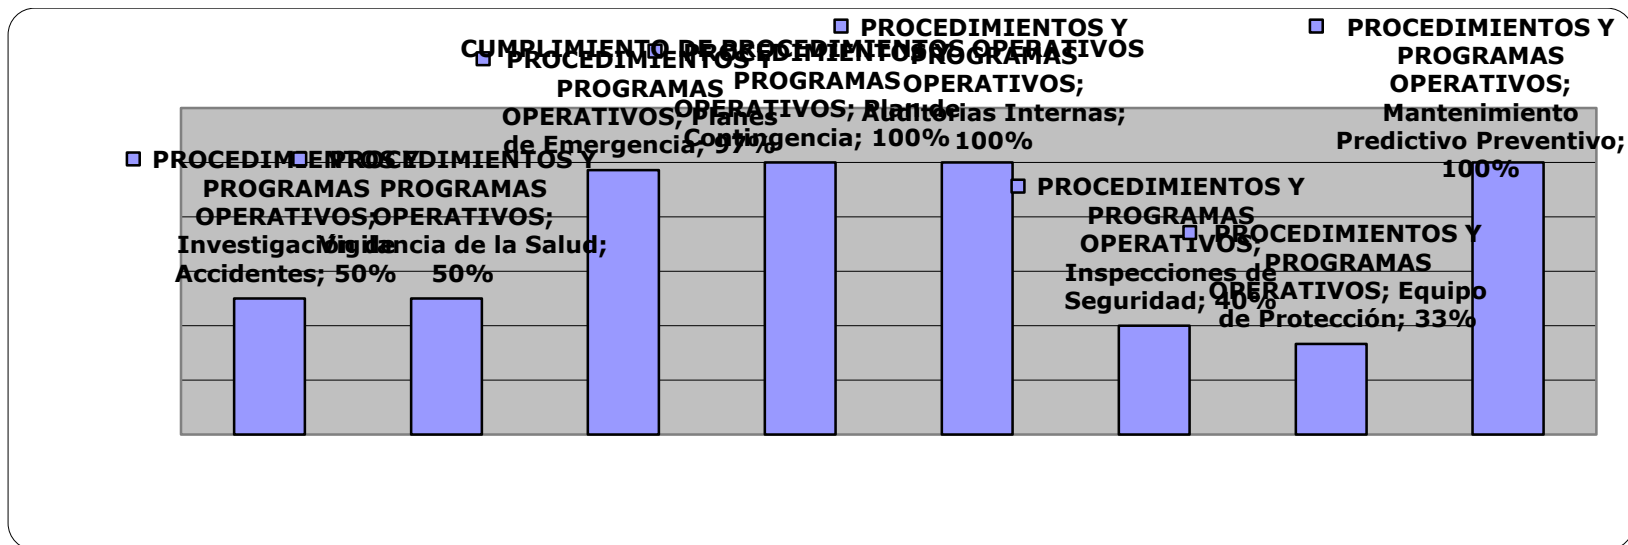 CUMPLIMIENTO DE PROCEDIMIENTOS OPERATIVOS
PROCEDIMIENTOS Y
PROGRAMAS
OPERATIVOS;
Investigación de
Accidentes; 50%
PROCEDIMIENTOS Y
PROGRAMAS
OPERATIVOS;
Vigilancia de la Salud;
50%
PROCEDIMIENTOS Y
PROGRAMAS
OPERATIVOS; Planes
de Emergencia; 97%
PROCEDIMIENTOS Y
PROGRAMAS
OPERATIVOS; Plan de
Contingencia; 100%
PROCEDIMIENTOS Y
PROGRAMAS
OPERATIVOS;
Auditorias Internas;
100%
PROCEDIMIENTOS Y
PROGRAMAS
OPERATIVOS;
Inspecciones de
Seguridad; 40%
PROCEDIMIENTOS Y
PROGRAMAS
OPERATIVOS; Equipo
de Protección; 33%
PROCEDIMIENTOS Y
PROGRAMAS
OPERATIVOS;
Mantenimiento
Predictivo Preventivo;
100%